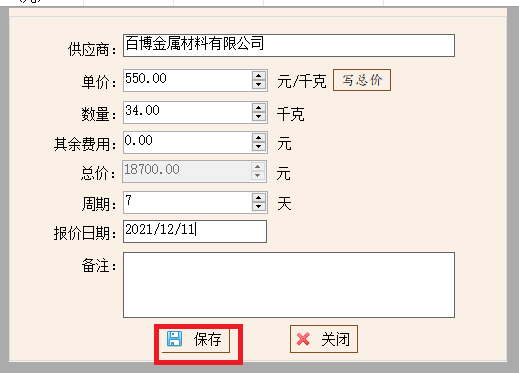 供应商： 百博金属材料有限公司
单价： 550.00 元/千克 写总价
数量： 34.00 千克
其余费用： 0.00 元
总价： 18700.00 元
周期： 7 天
报价日期： 2021/12/11
备注：
保存 关闭